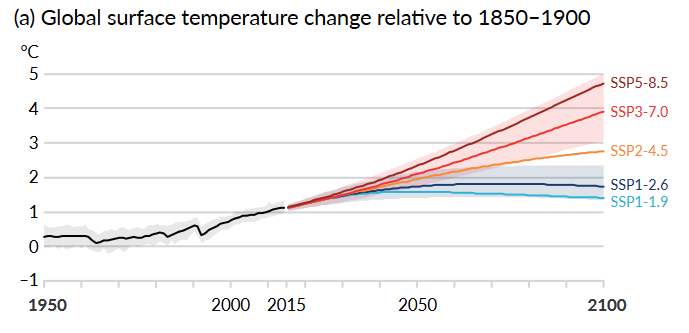 (a) Global surface temperature change relative to 1850–1900
°C
5
4
3
2
1
0
−1
SSP5-8.5
SSP3-7.0
SSP2-4.5
SSP1-2.6
SSP1-1.9
1950 2000 2015 2050 2100